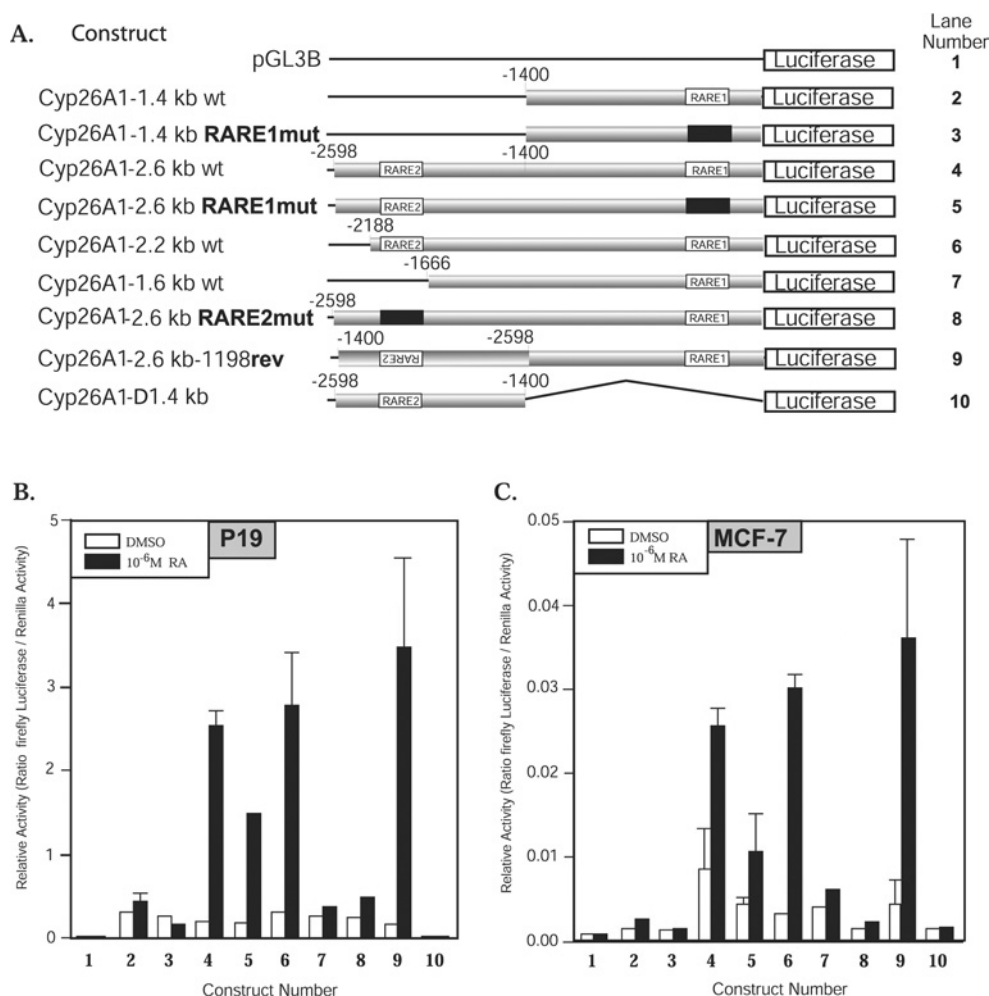 A. Construct
Lane
Number
pGL3B Luciferase 1
-1400
Cyp26A1-1.4 kb wt RARE1 Luciferase 2
Cyp26A1-1.4 kb RARE1mut Luciferase 3
-2598 -1400
Cyp26A1-2.6 kb wt RARE2 RARE1 Luciferase 4
Cyp26A1-2.6 kb RARE1mut RARE2 Luciferase 5
-2188
Cyp26A1-2.2 kb wt RARE2 RARE1 Luciferase 6
-1666
Cyp26A1-1.6 kb wt RARE1 Luciferase 7
-2598
Cyp26A1-2.6 kb RARE2mut RARE1 Luciferase 8
-1400 -2598
Cyp26A1-2.6 kb-1198rev RARE2 RARE1 Luciferase 9
-2598 -1400
Cyp26A1-D1.4 kb RARE2 Luciferase 10
B.
P19
DMSO
10-6M RA
Relative Activity (Ratio firefly Luciferase / Renilla Activity)
5
4
3
2
1
0
1 2 3 4 5 6 7 8 9 10
Construct Number
C.
MCF-7
DMSO
10-6M RA
Relative Activity (Ratio firefly Luciferase / Renilla Activity)
0.05
0.04
0.03
0.02
0.01
0.00
1 2 3 4 5 6 7 8 9 10
Construct Number